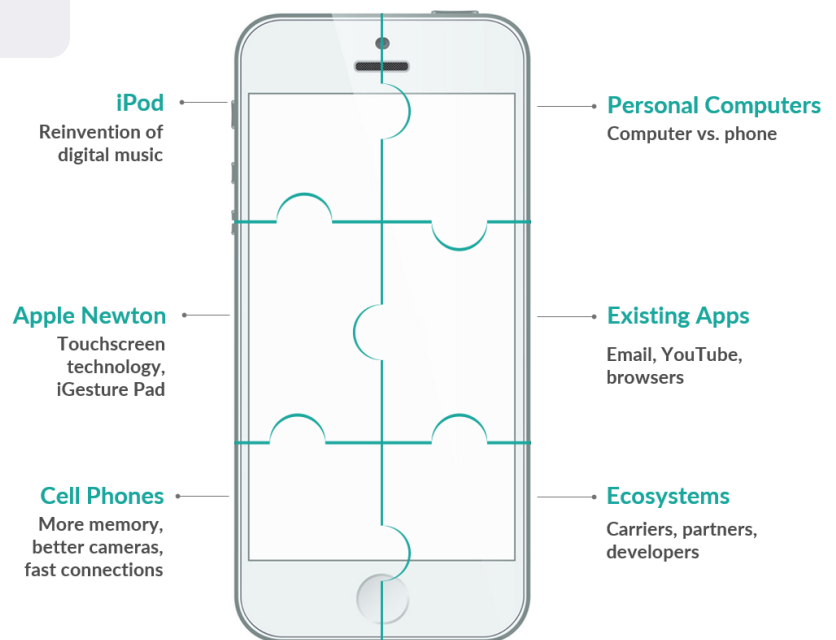 iPod
Reinvention of
digital music
Personal Computers
Computer vs. phone
Apple Newton
Touchscreen
technology,
iGesture Pad
Existing Apps
Email, YouTube,
browsers
Cell Phones
More memory,
better cameras,
fast connections
Ecosystems
Carriers, partners,
developers